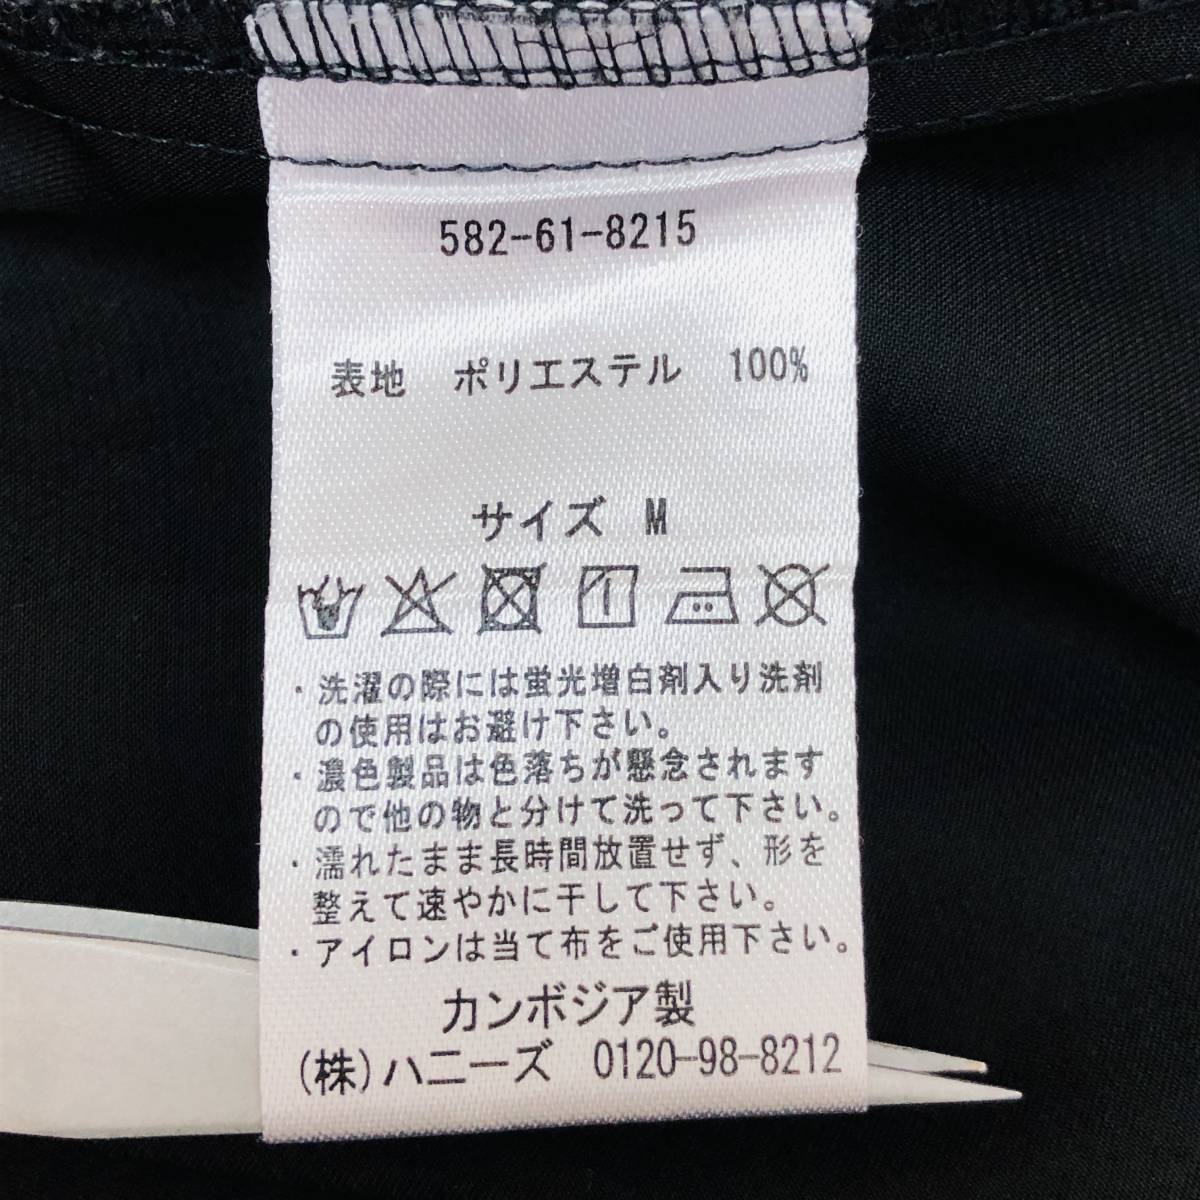 582-61-8215
表地 ポリエステル 100%
サイズ M
・洗濯の際には蛍光増白剤入り洗剤
の使用はお避け下さい。
・濃色製品は色落ちが懸念されます
ので他の物と分けて洗って下さい。
・濡れたまま長時間放置せず、形を
整えて速やかに干して下さい。
・アイロンは当て布をご使用下さい。
カンボジア製
(株)ハニーズ 0120-98-8212